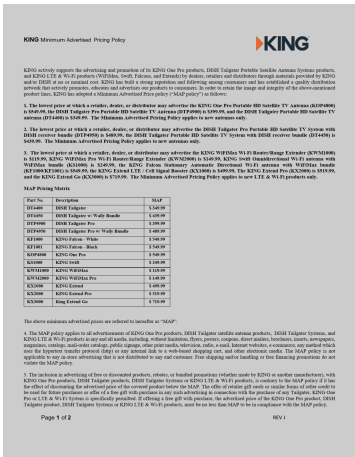 KING Minimum Advertised Pricing Policy
KING
KING actively supports the advertising and promotion of its KING One Pro products, DISH Tailgater Portable Satellite Antenna Systems products,
and KING LTE & Wi-Fi products (WiFiMax, Swift, Falcon, and Extends) by dealers, retailers and distributors through materials provided by KING
and/or DISH at no or nominal cost. KING has built a strong reputation and following among consumers and has established a quality distribution
network that actively promotes, educates and advertises our products to customers. In order to retain the image and integrity of the above-mentioned
product lines, KING has adopted a Minimum Advertised Price policy ("MAP policy") as follows:
1. The lowest price at which a retailer, dealer, or distributor may advertise the KING One Pro Portable HD Satellite TV Antenna (KOP4800)
is $949.99, the DISH Tailgater Pro Portable HD Satellite TV Antenna (DTP4900) is $399.99, and the DISH Tailgater Portable HD Satellite TV
antenna (DT4400) is $349.99. The Minimum Advertised Pricing Policy applies to new antennas only.
2. The lowest price at which a retailer, dealer, or distributor may advertise the DISH Tailgater Pro Portable HD Satellite TV System with
DISH receiver bundle (DTP4950) is $489.99, the DISH Tailgater Portable HD Satellite TV System with DISH receiver bundle (DT4450) is
$439.99. The Minimum Advertised Pricing Policy applies to new antennas only.
3. The lowest price at which a retailer, dealer, or distributor may advertise the KING WiFiMax Wi-Fi Router/Range Extender (KWM1000)
is $119.99, KING WiFiMax Pro Wi-Fi Router/Range Extender (KWM2000) is $149.99, KING Swift Omnidirectional Wi-Fi Antenna with
WiFiMax bundle (KS1000) is $249.99, the KING Falcon Stationary Automatic Directional Wi-Fi Antenna with WiFiMax bundle
(KF1000/KF1001) is $349.99, the KING Extend LTE / Cell Signal Booster (KX1000) is $499.99, The KING Extend Pro (KX2000) is $919.99,
and the KING Extend Go (KX3000) is $719.99. The Minimum Advertised Pricing Policy applies to new LTE & Wi-Fi products only.
MAP Pricing Matrix
Part No. Description MAP
DT4400 DISH Tailgater $ 349.99
DT4450 DISH Tailgater w/ Wally Bundle $ 439.99
DTP4900 DISH Tailgater Pro $ 399.99
DTP4950 DISH Tailgater Pro w/ Wally Bundle $ 489.99
KF1000 KING Falcon - White $ 349.99
KF1001 KING Falcon - Black $ 349.99
KOP4800 KING One Pro $ 949.99
KS1000 KING Swift $ 249.99
KWM1000 KING WiFiMax $ 119.99
KWM2000 KING WiFiMax Pro $ 149.99
KX1000 KING Extend $ 499.99
KX2000 KING Extend Pro $ 919.99
KX3000 King Extend Go $ 719.99
The above minimum advertised prices are referred to hereafter as "MAP".
4. The MAP policy applies to all advertisements of KING One Pro products, DISH Tailgater satellite antenna products, DISH Tailgater Systems, and
KING LTE & Wi-Fi products in any and all media, including, without limitation, flyers, posters, coupons, direct mailers, brochures, inserts, newspapers,
magazines, catalogs, mail-order catalogs, public signage, other print media, television, radio, e-mail, Internet websites, e-commerce, any method which
uses the hypertext transfer protocol (http) or any internal link to a web-based shopping cart, and other electronic media. The MAP policy is not
applicable to any in-store advertising that is not distributed to any end customer. Free shipping and/or handling or free financing promotions do not
violate the MAP policy.
5. The inclusion in advertising of free or discounted products, rebates, or bundled promotions (whether made by KING or another manufacturer), with
KING One Pro products, DISH Tailgater products, DISH Tailgater Systems or KING LTE & Wi-Fi products, is contrary to the MAP policy if it has
the effect of discounting the advertised price of the covered product below the MAP. The offer of retailer gift cards or similar forms of seller credit to
be used for future purchases or offer of a free gift with purchase in any such advertising in connection with the purchase of any Tailgater, KING One
Pro or LTE & Wi-Fi System is specifically permitted. If offering a free gift with purchase, the advertised price of the KING One Pro product, DISH
Tailgater product, DISH Tailgater Systems or KING LTE & Wi-Fi products, must be no less than MAP to be in compliance with the MAP policy.
Page 1 of 2
REV J